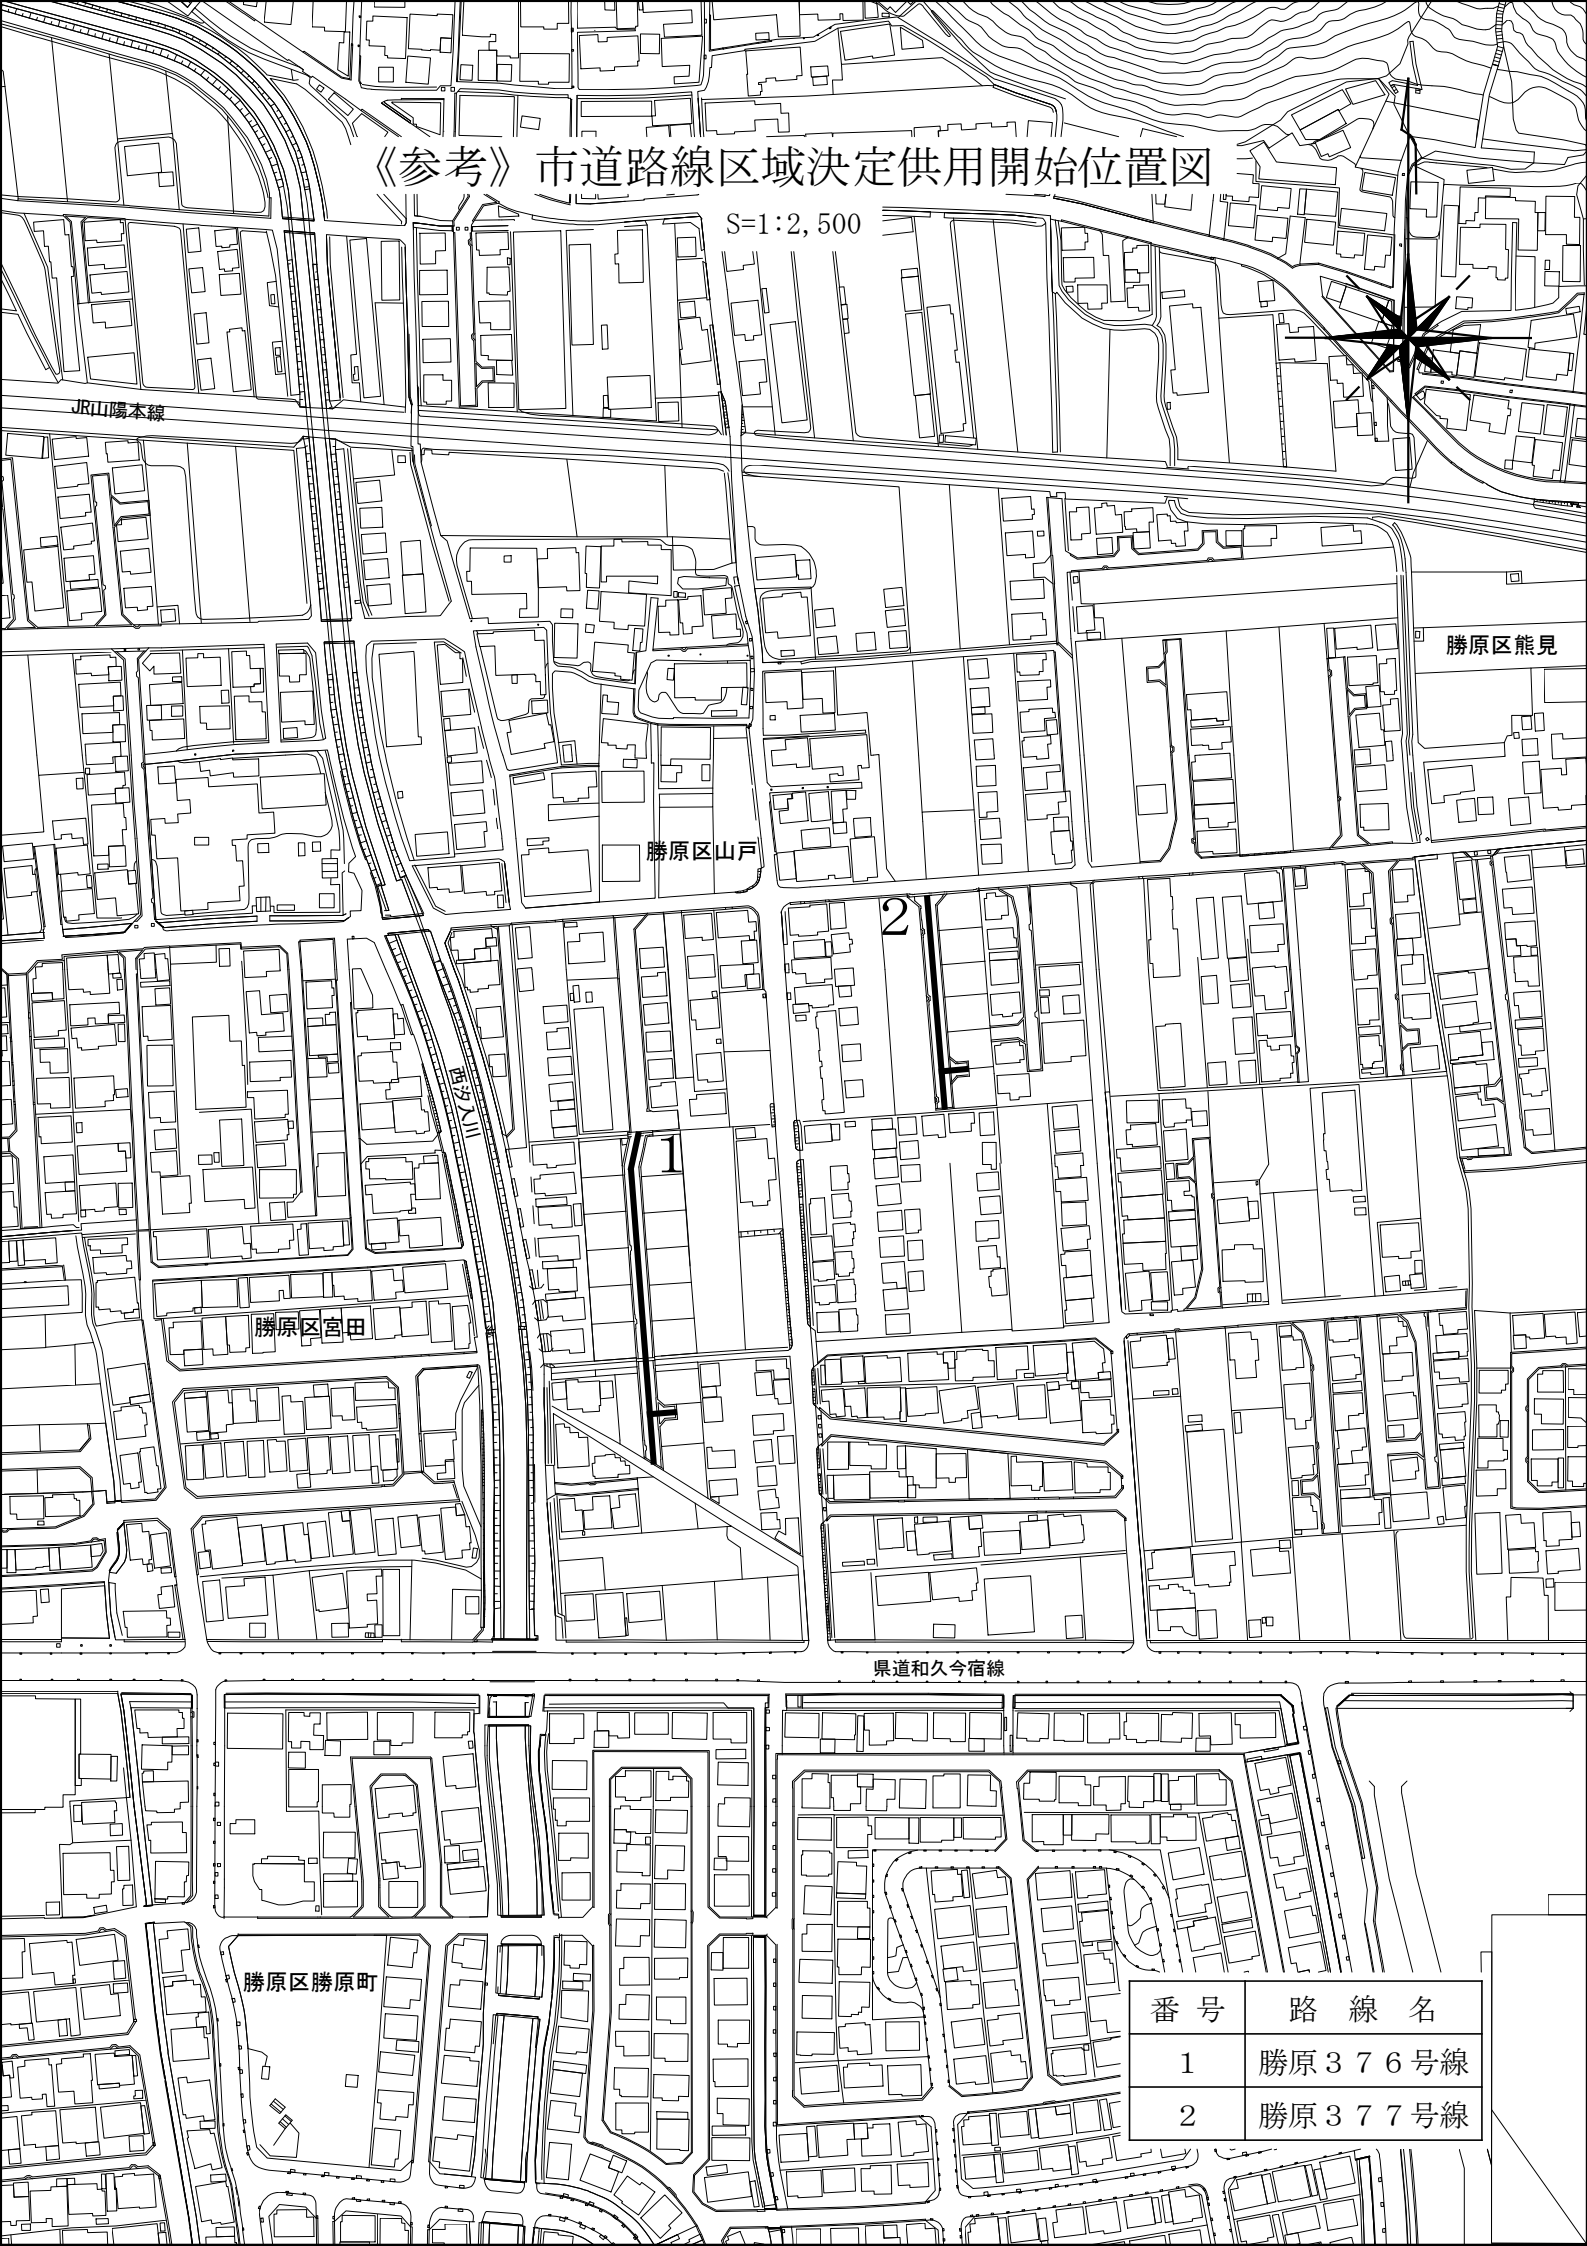 《参考》市道路線区域決定供用開始位置図
S=1:2,500
JR山陽本線
勝原区熊見
勝原区山戸
2
西汐入川
1
勝原区宮田
県道和久今宿線
勝原区勝原町
番号 路線名
1 勝原376号線
2 勝原377号線